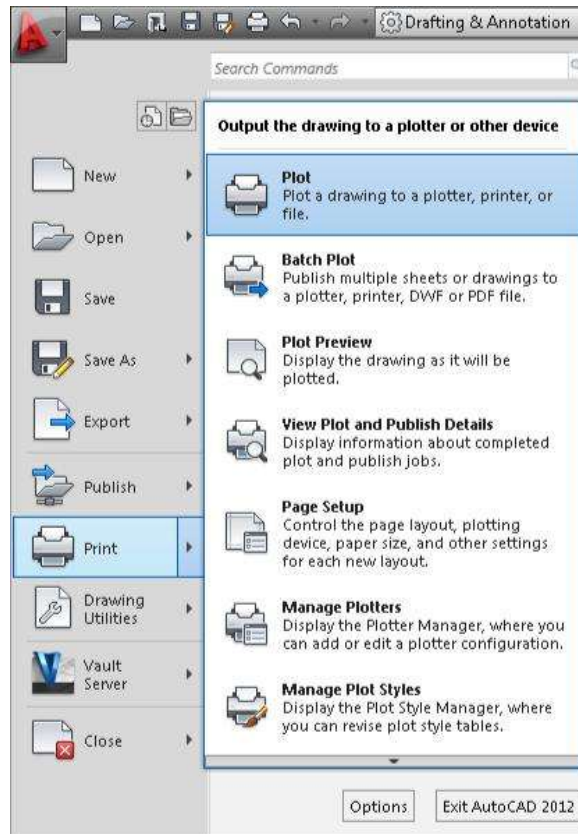 Drafting & Annotation
Search Commands
Output the drawing to a plotter or other device
New
Open
Save
Save As
Export
Publish
Print
Drawing
Utilities
Vault
Server
Close
Plot
Plot a drawing to a plotter, printer, or
file.
Batch Plot
Publish multiple sheets or drawings to
a plotter, printer, DWF or PDF file.
Plot Preview
Display the drawing as it will be
plotted.
View Plot and Publish Details
Display information about completed
plot and publish jobs.
Page Setup
Control the page layout, plotting
device, paper size, and other settings
for each new layout.
Manage Plotters
Display the Plotter Manager, where you
can add or edit a plotter configuration.
Manage Plot Styles
Display the Plot Style Manager, where
you can revise plot style tables.
Options
Exit AutoCAD 2012